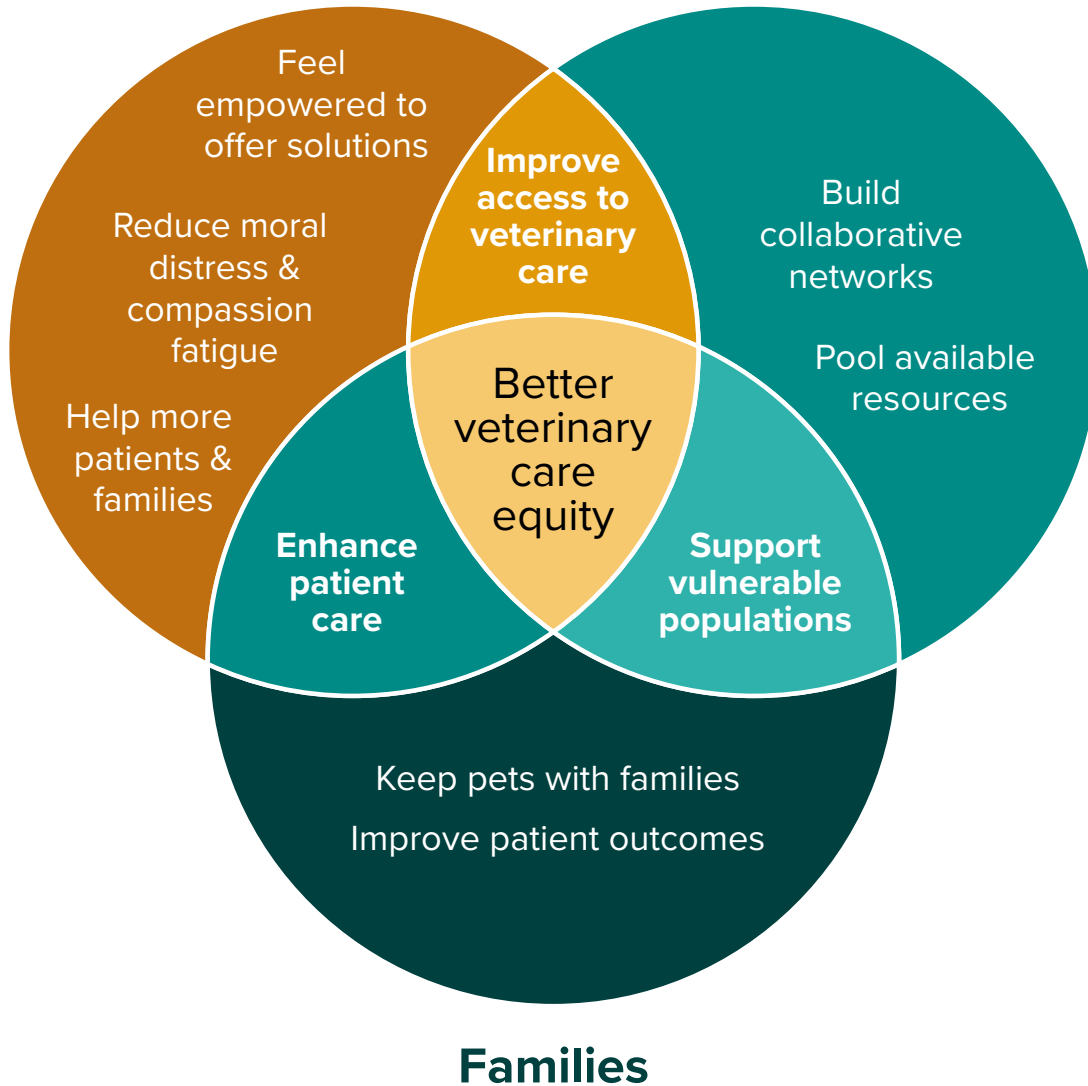 Feel
empowered to
offer solutions
Reduce moral
distress &
compassion
fatigue
Help more
patients &
families
Improve
access to
veterinary
care
Build
collaborative
networks
Pool available
resources
Better
veterinary
care
equity
Enhance
patient
care
Support
vulnerable
populations
Keep pets with families
Improve patient outcomes
Families